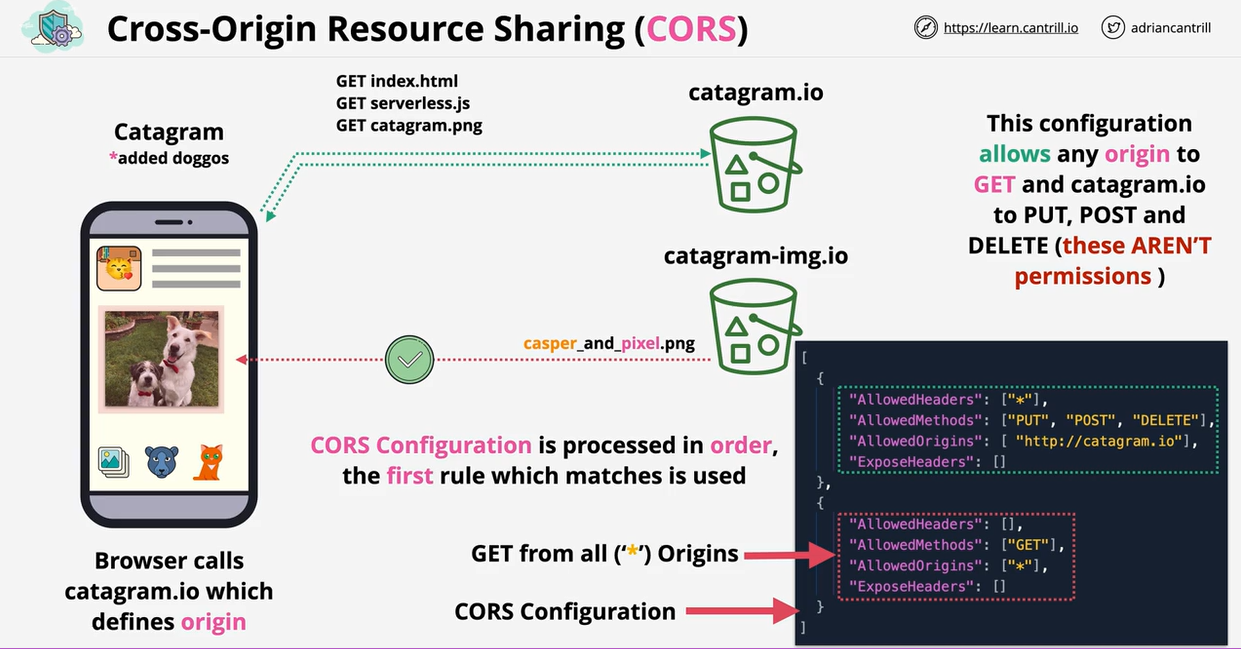 Cross-Origin Resource Sharing (CORS)
https://learn.cantrill.io
adriancantrill
GET index.html
GET serverless.js
GET catagram.png
Catagram
*added doggos
catagram.io
This configuration
allows any origin to
GET and catagram.io
to PUT, POST and
DELETE (these AREN'T
permissions )
catagram-img.io
casper_and_pixel.png
CORS Configuration is processed in order,
the first rule which matches is used
GET from all ('*') Origins
CORS Configuration
Browser calls
catagram.io which
defines origin
[
{
"AllowedHeaders": ["*"],
"AllowedMethods": ["PUT", "POST", "DELETE"],
"AllowedOrigins": [ "http://catagram.io"],
"ExposeHeaders": []
},
{
"AllowedHeaders": [],
"AllowedMethods": ["GET"],
"AllowedOrigins": ["*"],
"ExposeHeaders": []
}
]